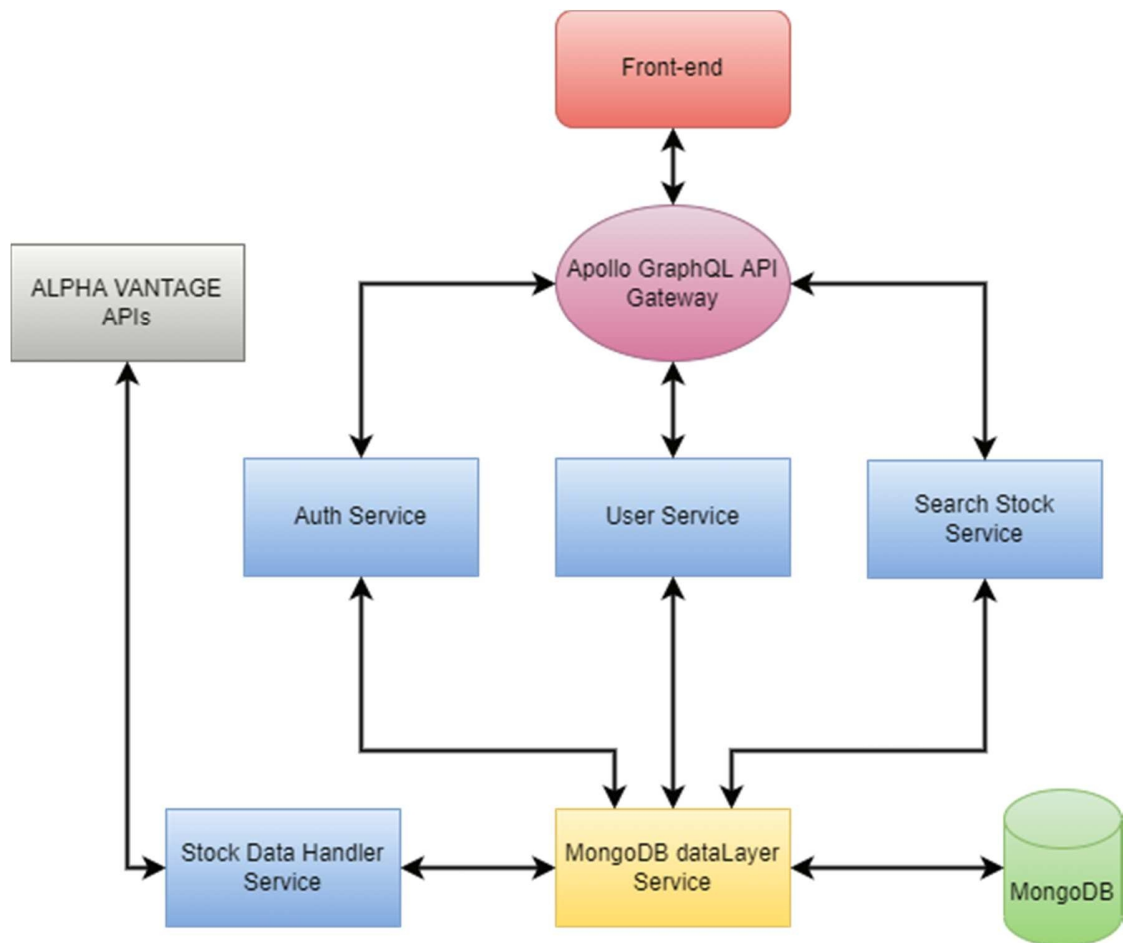 Front-end
Apollo GraphQL API
Gateway
ALPHA VANTAGE
APIs
Auth Service
User Service
Search Stock
Service
Stock Data Handler
Service
MongoDB dataLayer
Service
MongoDB